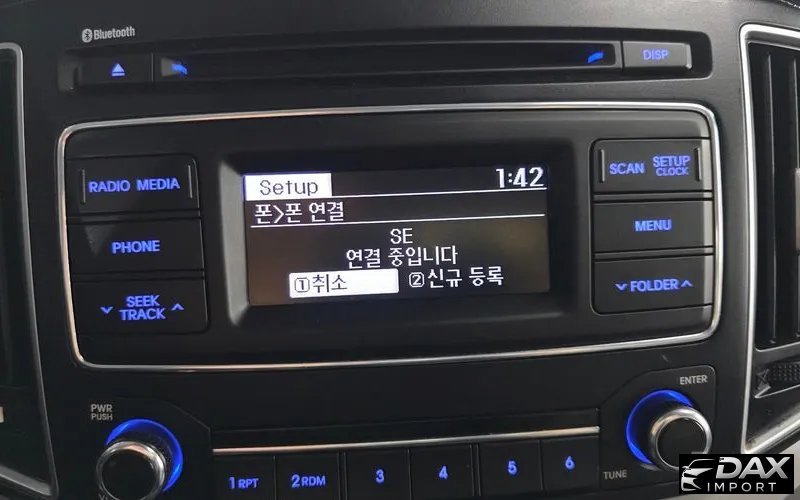 Bluetooth
DISP
RADIO MEDIA
PHONE
SEEK
TRACK
Setup 1:42
폰>폰 연결
SE
연결 중입니다
①취소 ②신규 등록
SCAN SETUP
CLOCK
MENU
FOLDER
PWR
PUSH
1 RPT 2 RDM 3 4 5 6
ENTER
TUNE
DAX
IMPORT